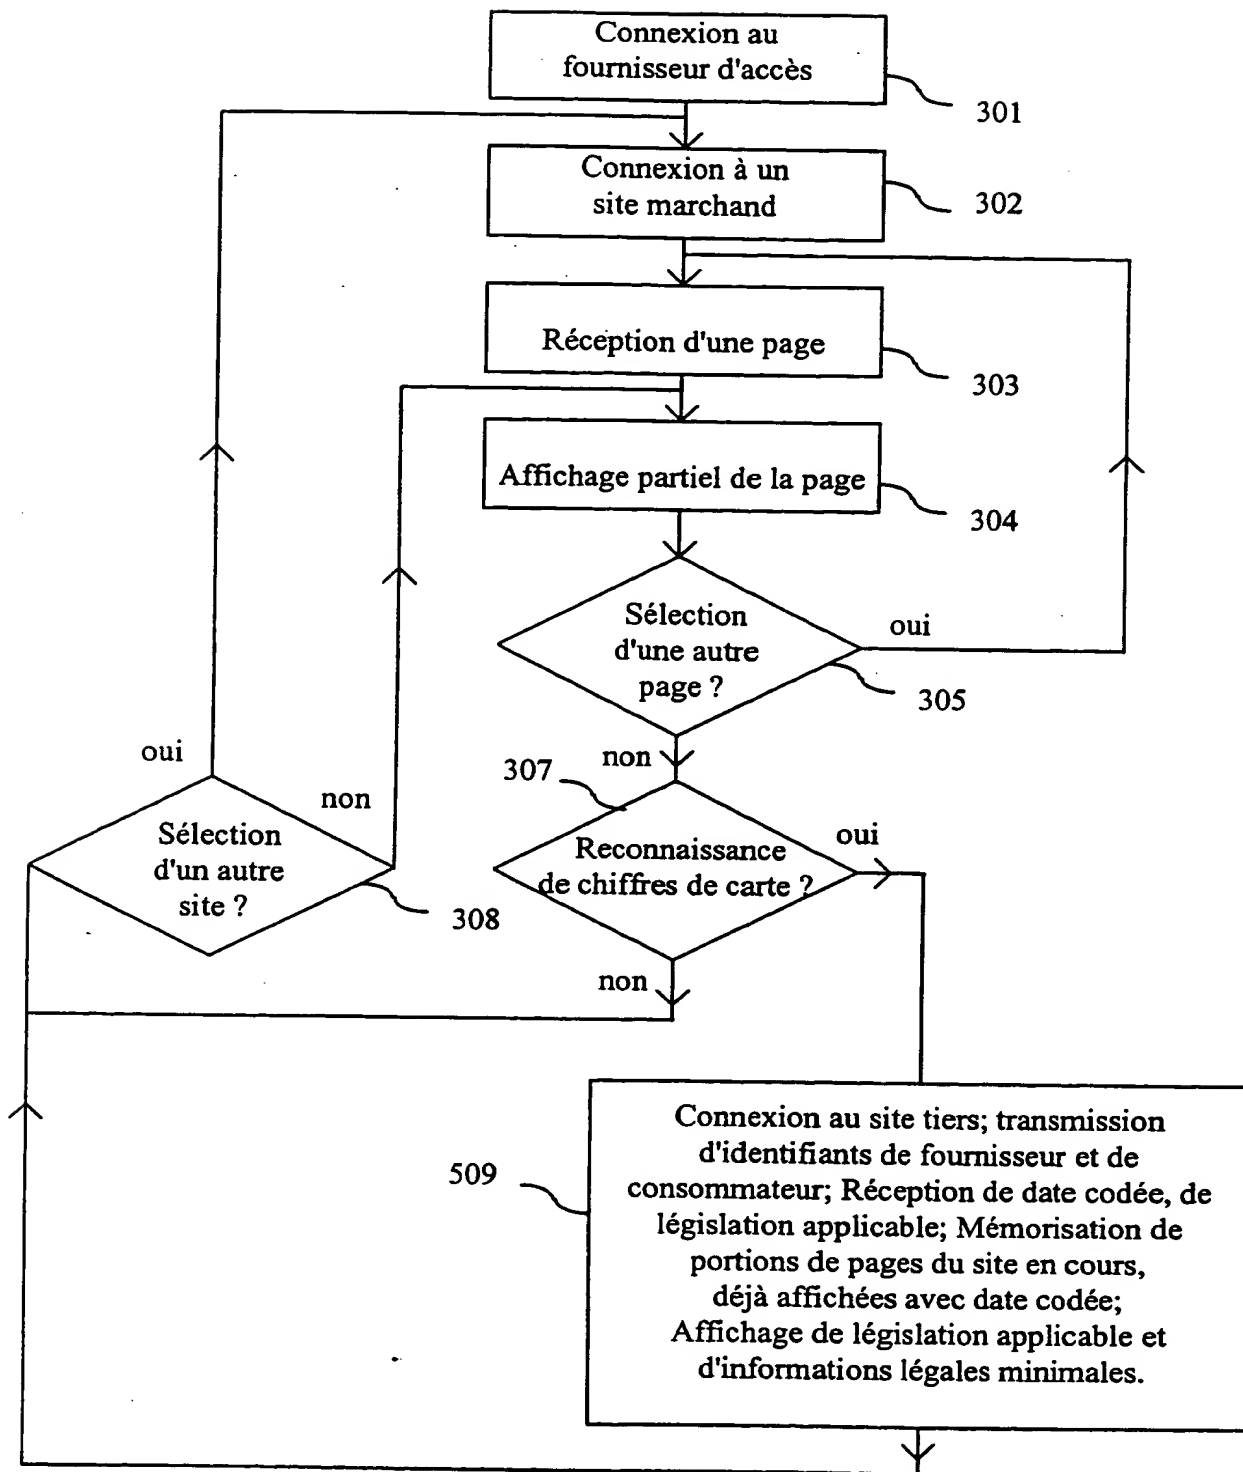 Connexion au
fournisseur d'accès
301
Connexion à un
site marchand
302
Réception d'une page
303
Affichage partiel de la page
304
Sélection
d'une autre
page ?
oui
305
non
307
Reconnaissance
de chiffres de carte ?
oui
non
oui
non
Sélection
d'un autre
site ?
308
509
Connexion au site tiers; transmission
d'identifiants de fournisseur et de
consommateur; Réception de date codée, de
législation applicable; Mémorisation de
portions de pages du site en cours,
déjà affichées avec date codée;
Affichage de législation applicable et
d'informations légales minimales.